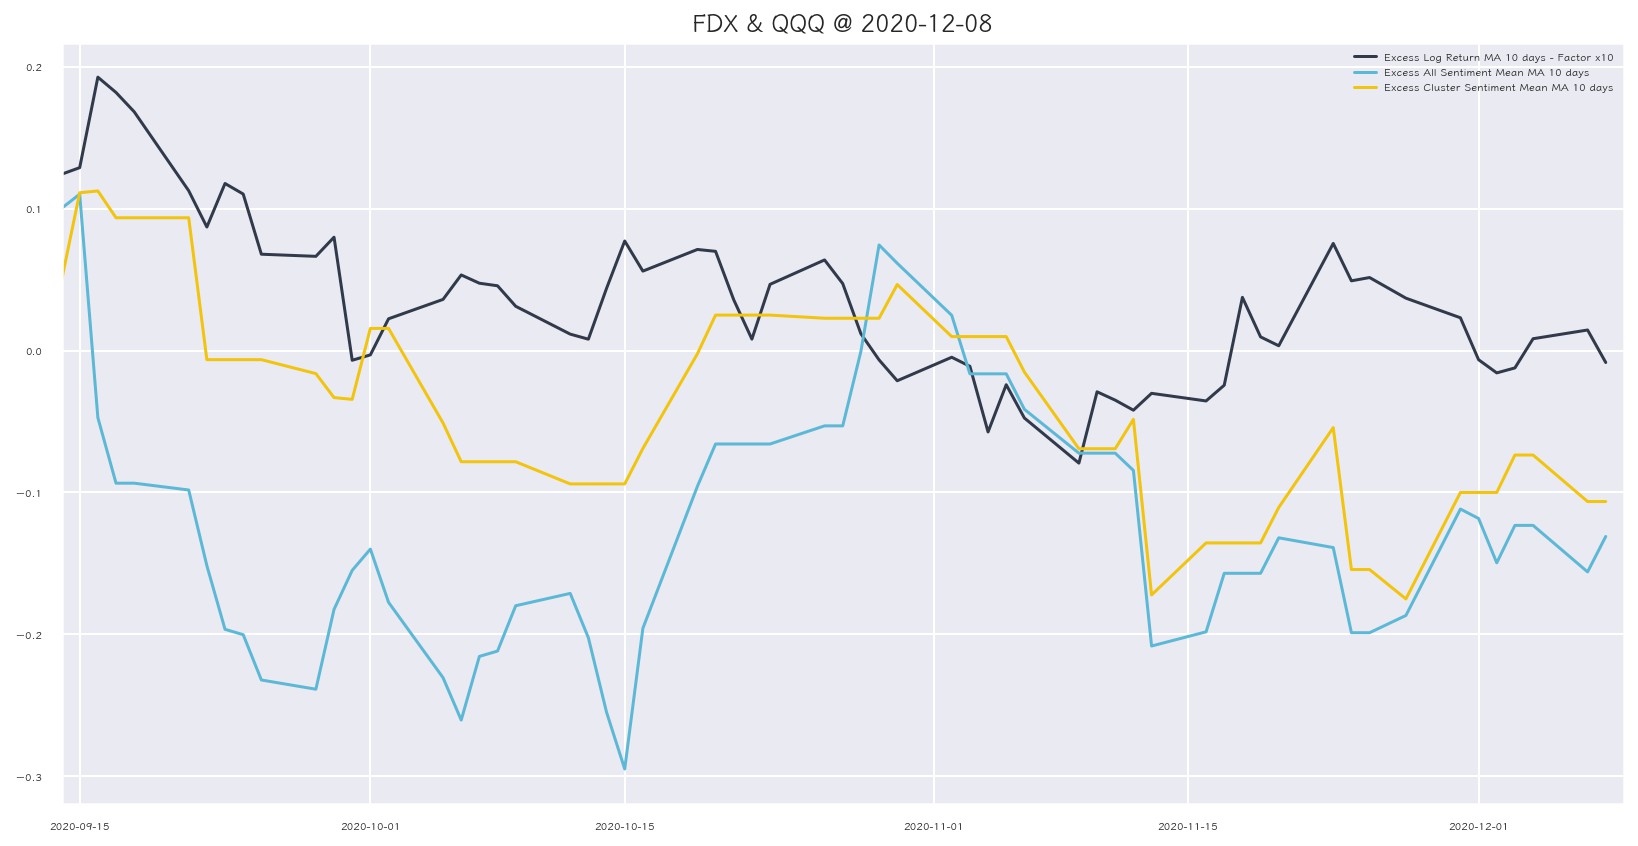 FDX & QQQ @ 2020-12-08
Excess Log Return MA 10 days - Factor x10
Excess All Sentiment Mean MA 10 days
Excess Cluster Sentiment Mean MA 10 days
0.2
0.1
0.0
−0.1
−0.2
−0.3
2020-09-15 2020-10-01 2020-10-15 2020-11-01 2020-11-15 2020-12-01